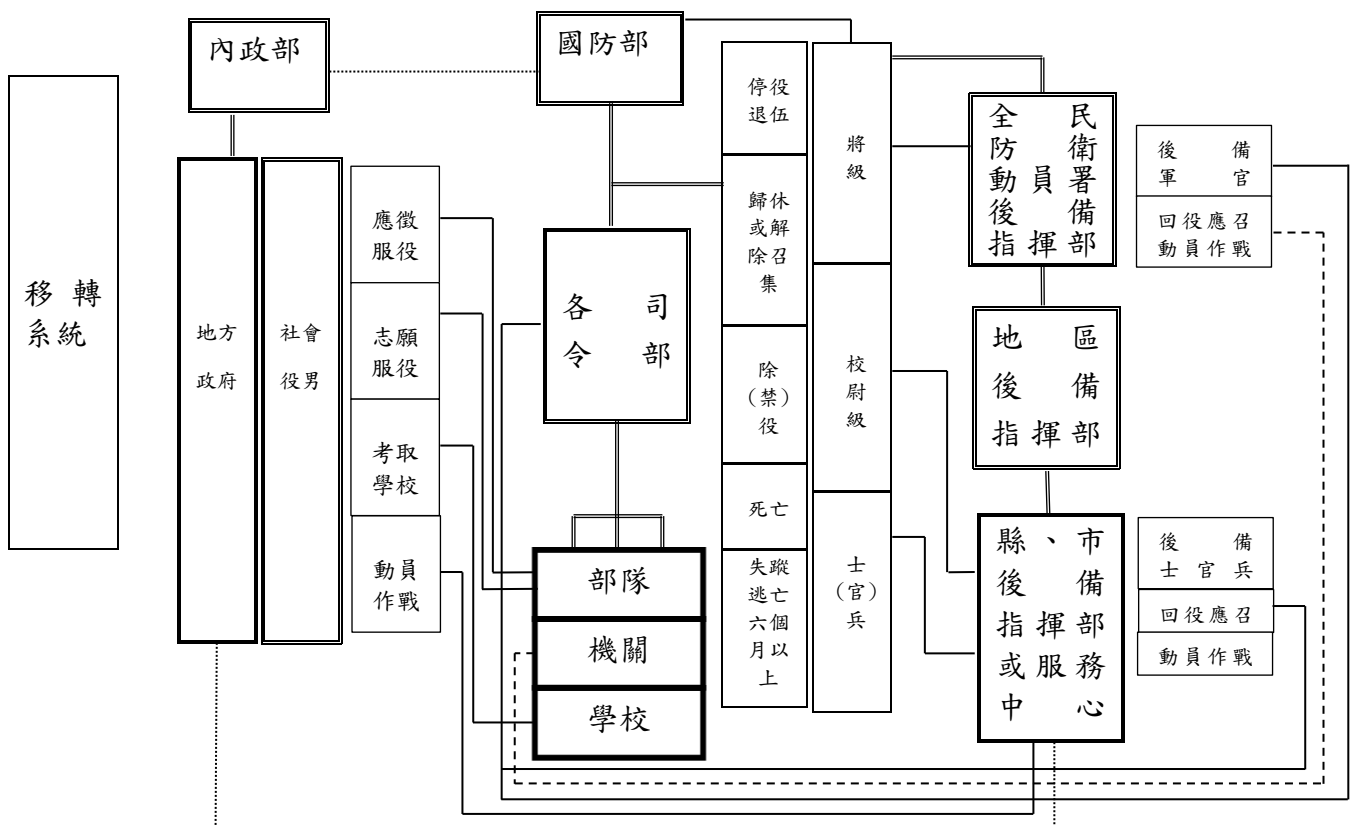 移轉
系統
內政部
國防部
地方
政府
社會
役男
應徵
服役
志願
服役
考取
學校
動員
作戰
各司
令部
部隊
機關
學校
停役
退伍
歸休
或解
除召
集
除
（禁）
役
死亡
失蹤
逃亡
六個
月以
上
將
級
校
尉
級
士
（官）
兵
全民
防衛
動員署
後備
指揮部
地區
後備
指揮部
縣、市
後備
指揮部
或服務
中心
後備
軍官
回役應召
動員作戰
後備
士官兵
回役應召
動員作戰